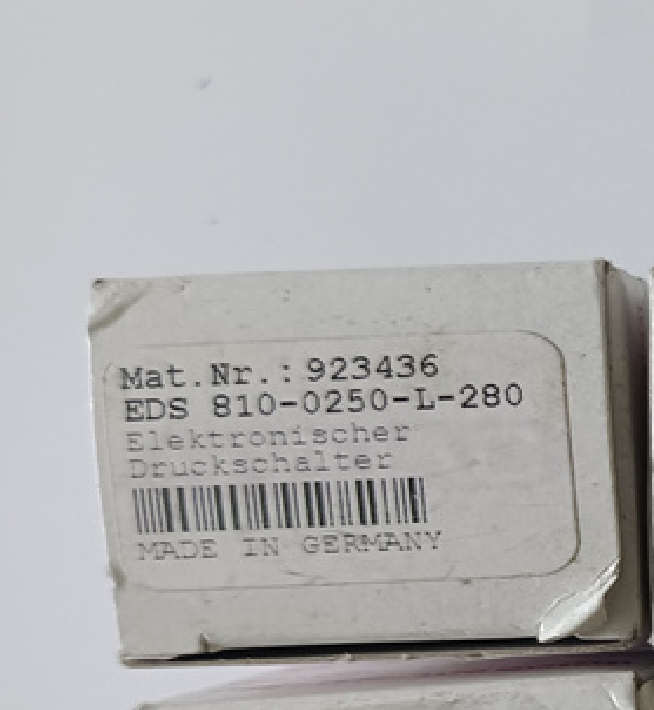 Mat.Nr.: 923436
EDS 810-0250-L-280
Elektronischer
Druckschalter
MADE IN GERMANY